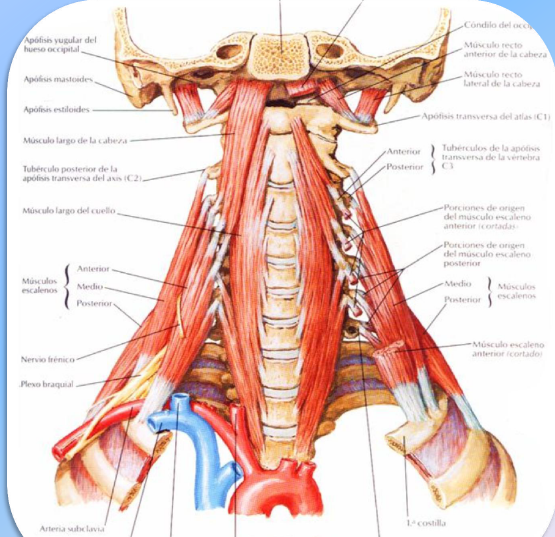 Apófisis yugular del
hueso occipital
Apófisis mastoides
Apófisis estiloides
Músculo largo de la cabeza
Tubérculo posterior de la
apófisis transversa del axis (C2)
Músculo largo del cuello
Músculos
escalenos
Anterior
Medio
Posterior
Nervio frénico
Plexo braquial
Arteria subclavia
Cóndilo del occip
Músculo recto
anterior de la cabeza
Músculo recto
lateral de la cabeza
Apófisis transversa del atlas (C1)
Anterior
Posterior
Tubérculos de la apófisis
transversa de la vértebra
C3
Porciones de origen
del músculo escaleno
anterior (cortadas)
Porciones de origen
del músculo escaleno
posterior
Medio
Posterior
Músculos
escalenos
Músculo escaleno
anterior (cortado)
1.ª costilla